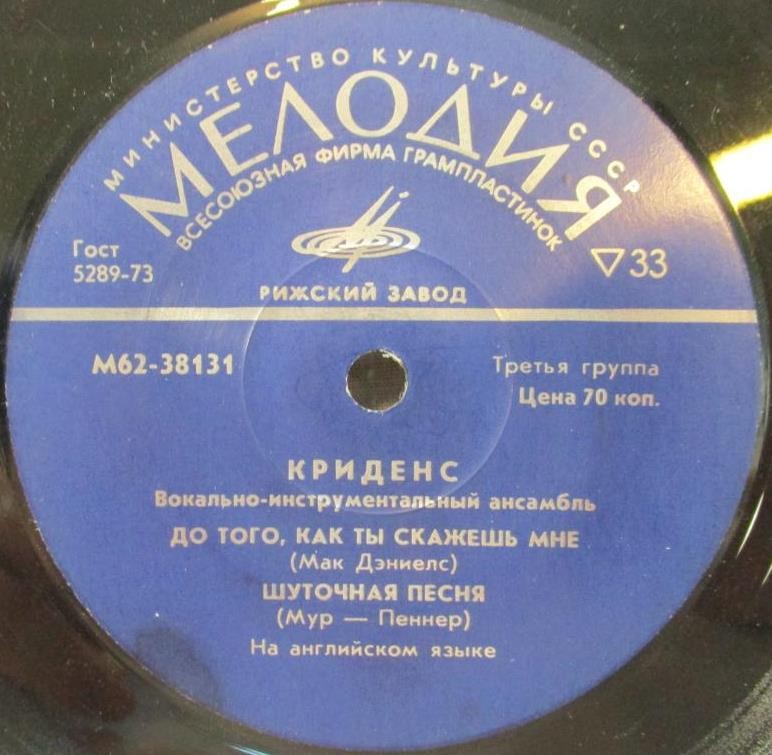 МИНИСТЕРСТВО КУЛЬТУРЫ СССР
МЕЛОДИЯ
ВСЕСОЮЗНАЯ ФИРМА ГРАМПЛАСТИНОК
Гост
5289-73
▽33
РИЖСКИЙ ЗАВОД
М62-38131
Третья группа
Цена 70 коп.
КРИДЕНС
Вокально-инструментальный ансамбль
ДО ТОГО, КАК ТЫ СКАЖЕШЬ МНЕ
(Мак Дэниелс)
ШУТОЧНАЯ ПЕСНЯ
(Мур — Пеннер)
На английском языке